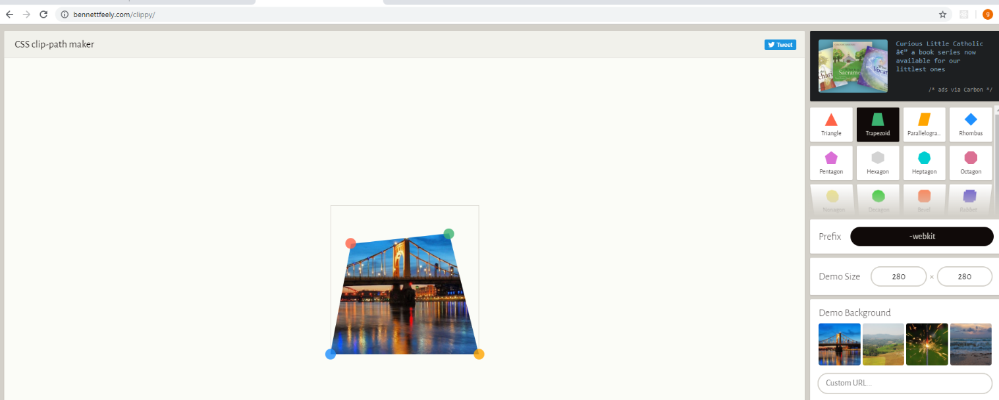 bennettfeely.com/clippy/
g
CSS clip-path maker
Tweet
Curious Little Catholic
â€” a book series now
available for our
littlest ones
/* ads via Carbon */
Sacrame
Vocat
Triangle
Trapezoid
Parallelogra...
Rhombus
Pentagon
Hexagon
Heptagon
Octagon
Nonagon
Decagon
Bevel
Rabbet
Prefix
-webkit
Demo Size
280
×
280
Demo Background
Custom URL...